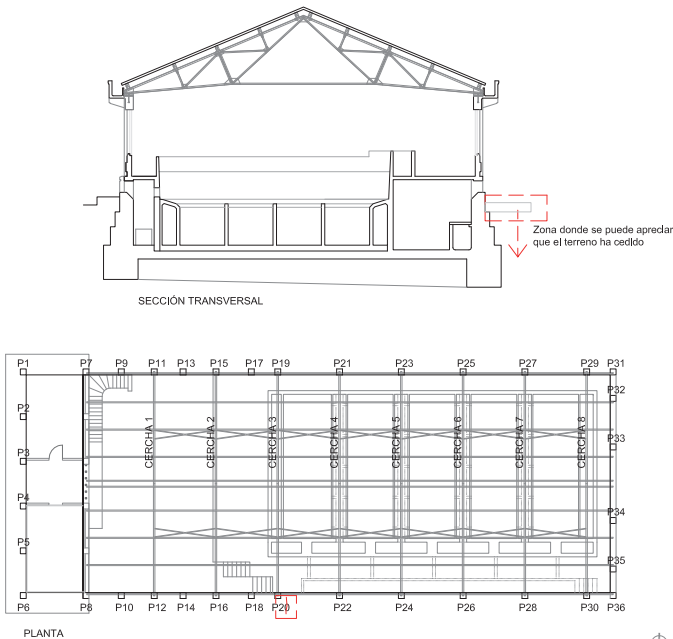 Zona donde se puede apreciar
que el terreno ha cedido
SECCIÓN TRANSVERSAL
P1 P7 P9 P11 P13 P15 P17 P19 P21 P23 P25 P27 P29 P31
P32
P2
CERCHA 1 CERCHA 2 CERCHA 3 CERCHA 4 CERCHA 5 CERCHA 6 CERCHA 7 CERCHA 8
P33
P3
P4
P34
P5
P35
P6 P8 P10 P12 P14 P16 P18 P20 P22 P24 P26 P28 P30 P36
PLANTA